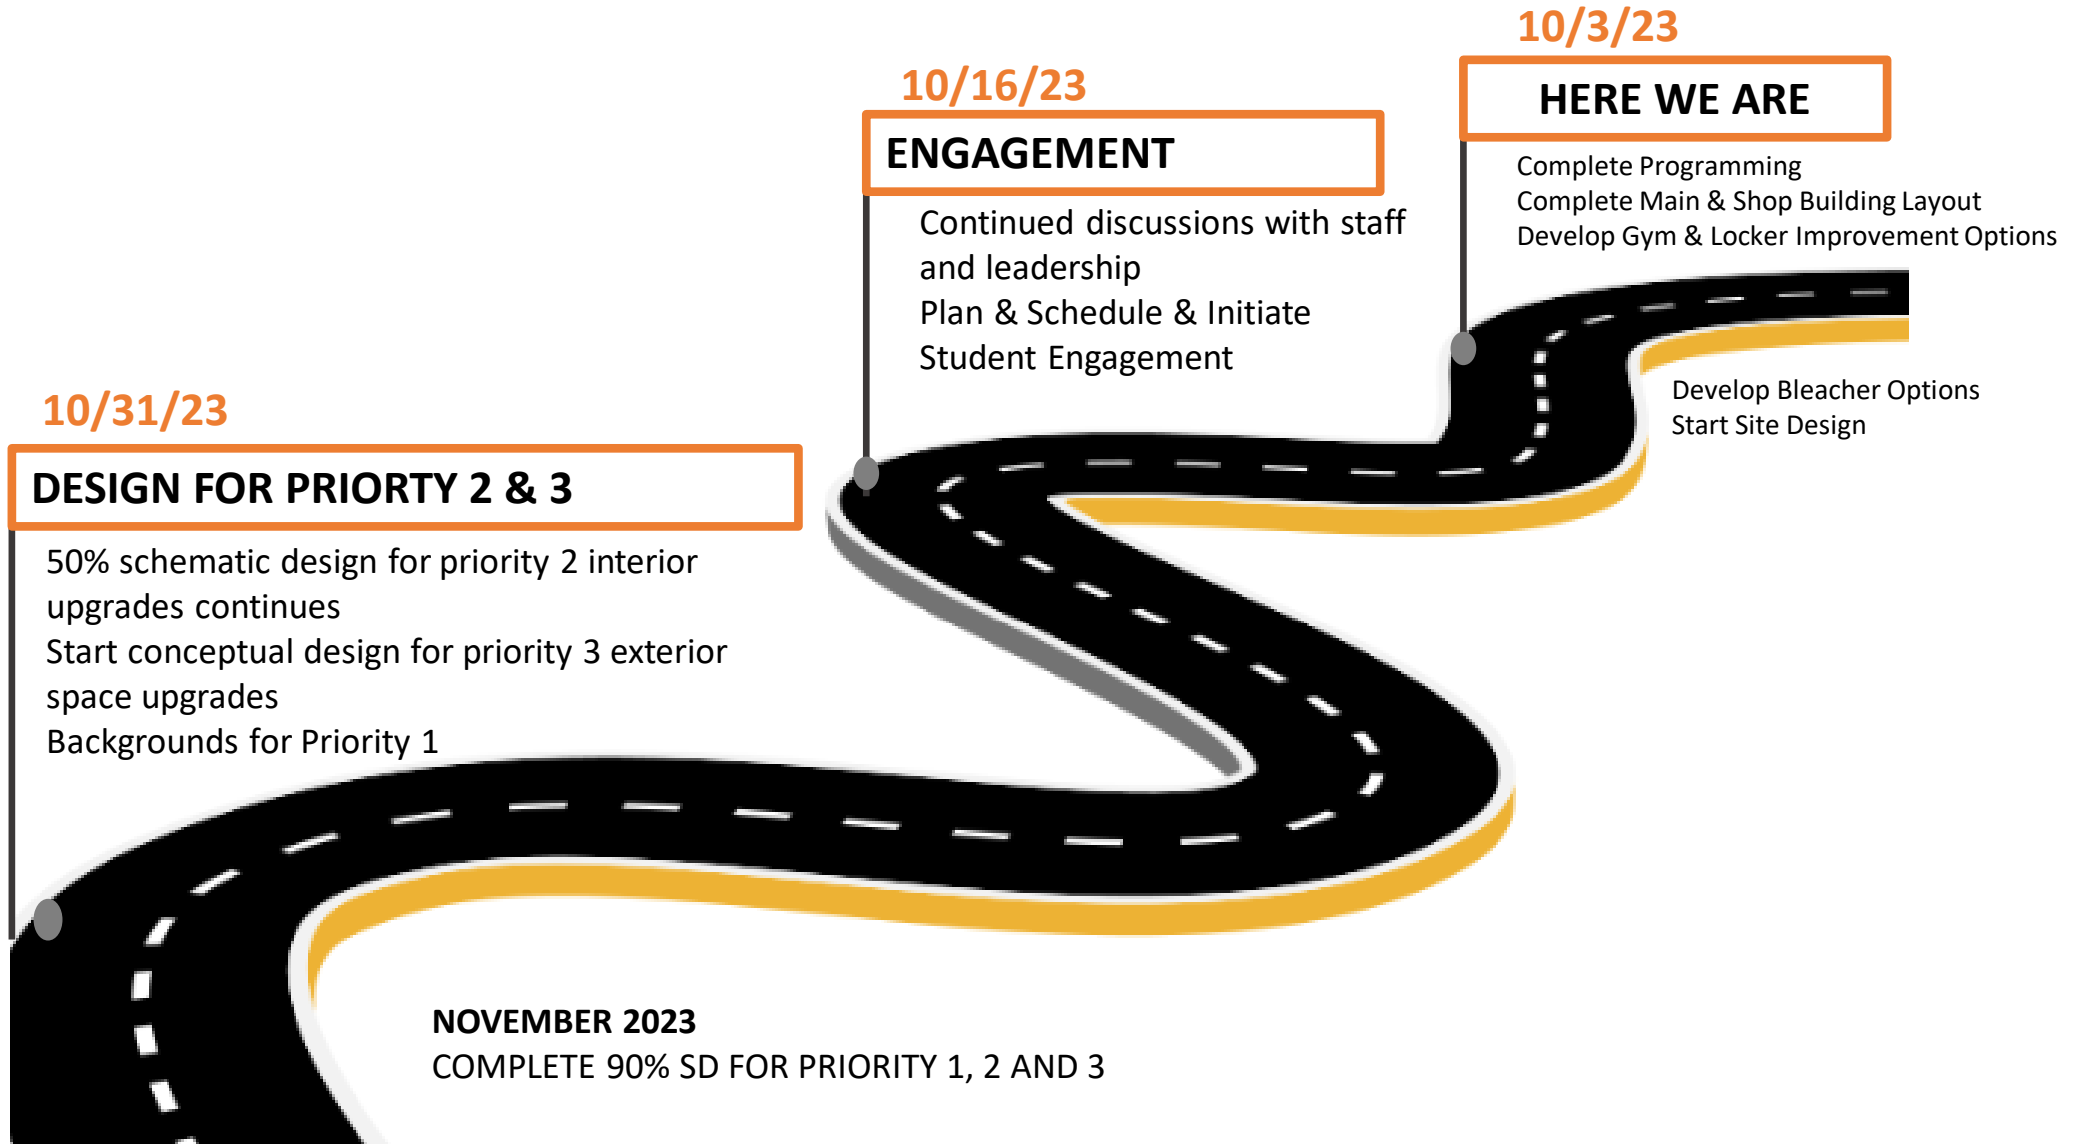 10/3/23
HERE WE ARE
Complete Programming
Complete Main & Shop Building Layout
Develop Gym & Locker Improvement Options
Develop Bleacher Options
Start Site Design
10/16/23
ENGAGEMENT
Continued discussions with staff
and leadership
Plan & Schedule & Initiate
Student Engagement
10/31/23
DESIGN FOR PRIORTY 2 & 3
50% schematic design for priority 2 interior
upgrades continues
Start conceptual design for priority 3 exterior
space upgrades
Backgrounds for Priority 1
NOVEMBER 2023
COMPLETE 90% SD FOR PRIORITY 1, 2 AND 3